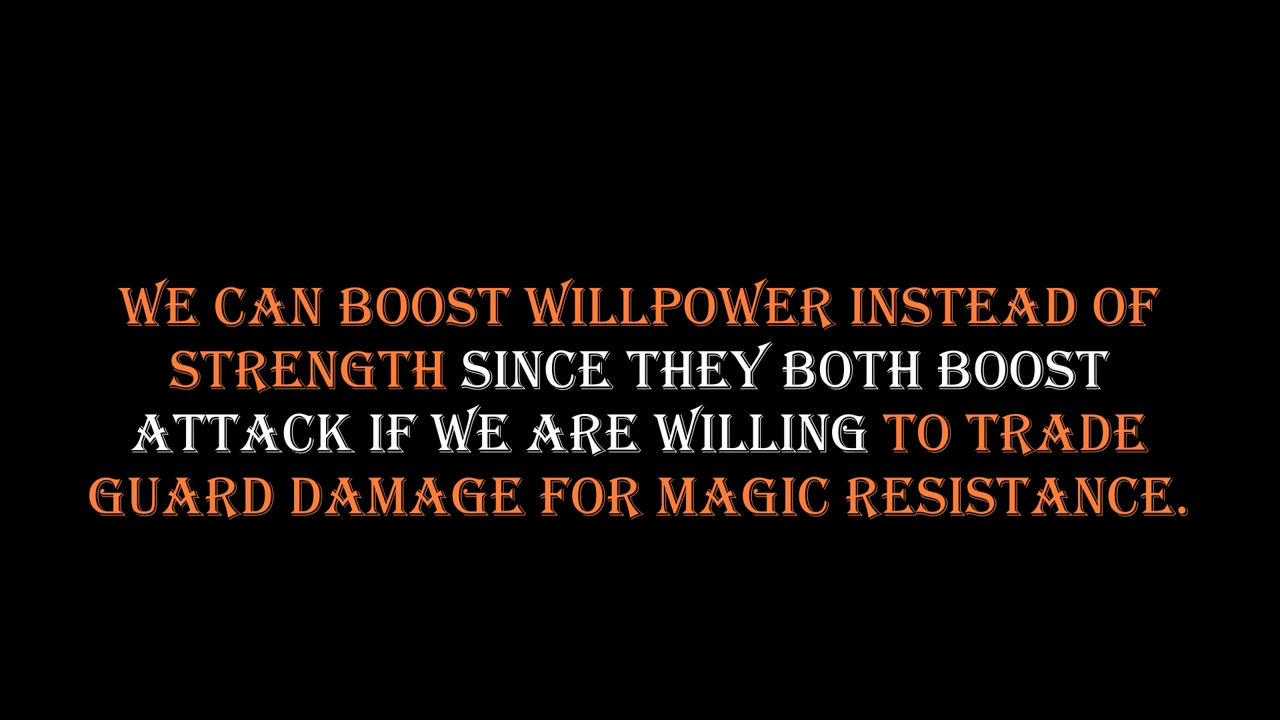 WE CAN BOOST WILLPOWER INSTEAD OF
STRENGTH SINCE THEY BOTH BOOST
ATTACK IF WE ARE WILLING TO TRADE
GUARD DAMAGE FOR MAGIC RESISTANCE.